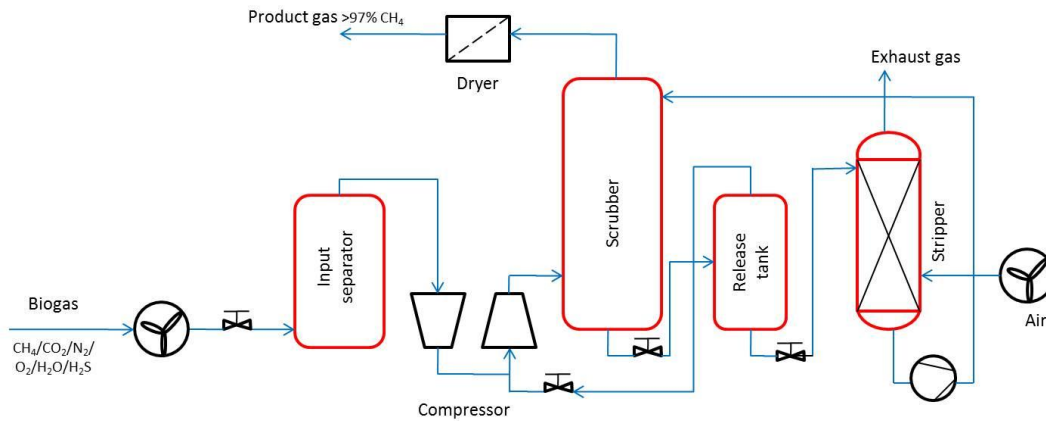 Product gas >97% CH₄
Dryer
Exhaust gas
Scrubber
Input
separator
Release
tank
Stripper
Biogas
CH₄/CO₂/N₂/
O₂/H₂O/H₂S
Air
Compressor